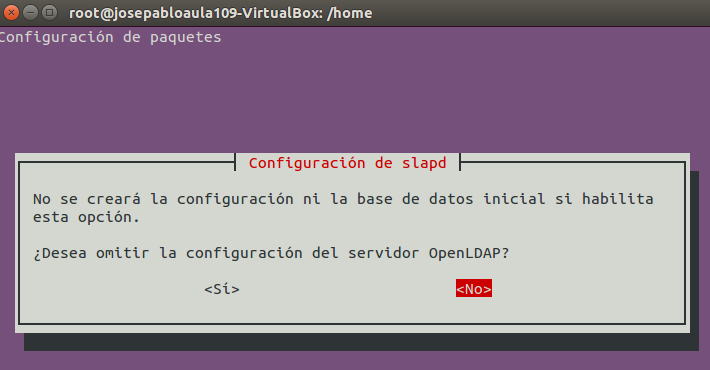 root@josepabloaula109-VirtualBox: /home
Configuración de paquetes
Configuración de slapd
No se creará la configuración ni la base de datos inicial si habilita
esta opción.
¿Desea omitir la configuración del servidor OpenLDAP?
<Sí> <No>